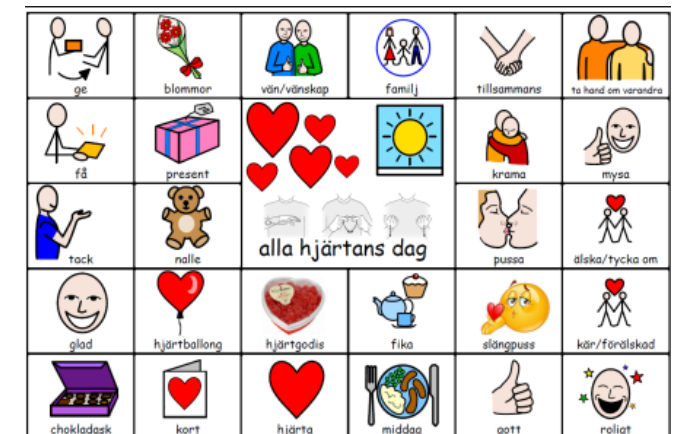 ge blommor vän/vänskap familj tillsammans ta hand om varandra
få present krama mysa
tack nalle alla hjärtans dag pussa älska/tycka om
glad hjärtballong hjärtgodis fika slängpuss kär/förälskad
chokladask kort hjärta middag gott roligt